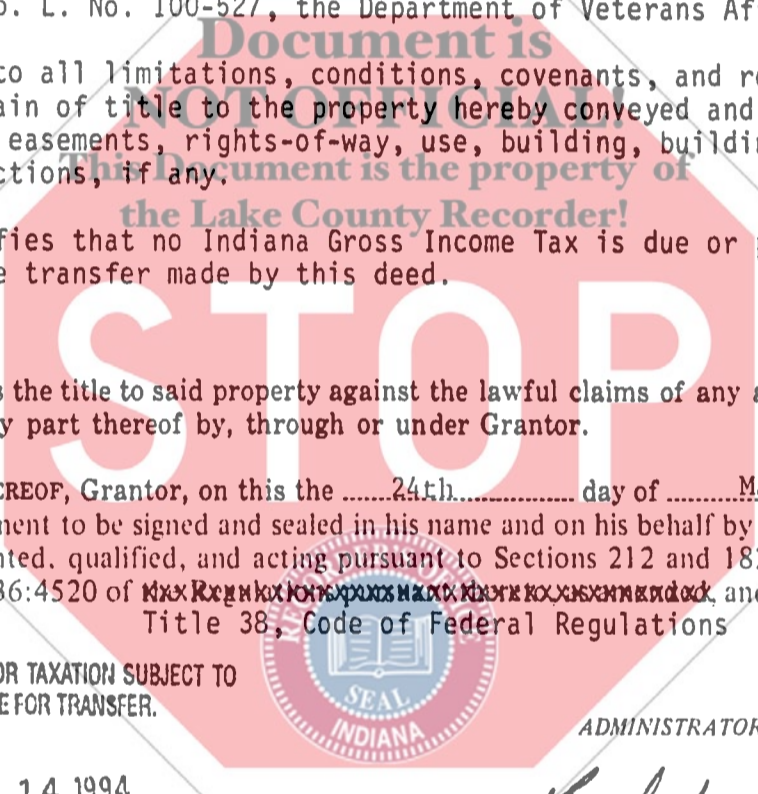 P. L. No. 100-527, the Department of Veterans Af
Document is
to all limitations, conditions, covenants, and re
NOT OFFICIAL!
ain of title to the property hereby conveyed and
easements, rights-of-way, use, building, buildin
This Document is the property of
ctions, if any.
the Lake County Recorder!
fies that no Indiana Gross Income Tax is due or
e transfer made by this deed.
STOP
s the title to said property against the lawful claims of any a
y part thereof by, through or under Grantor.
CREOF, Grantor, on this the ......24th.................. day of ..........M
ment to be signed and sealed in his name and on his behalf by
nted, qualified, and acting pursuant to Sections 212 and 18
36:4520 of and
Title 38, Code of Federal Regulations
OR TAXATION SUBJECT TO
E FOR TRANSFER.
SEAL
INDIANA
ADMINISTRATOR
14 1994